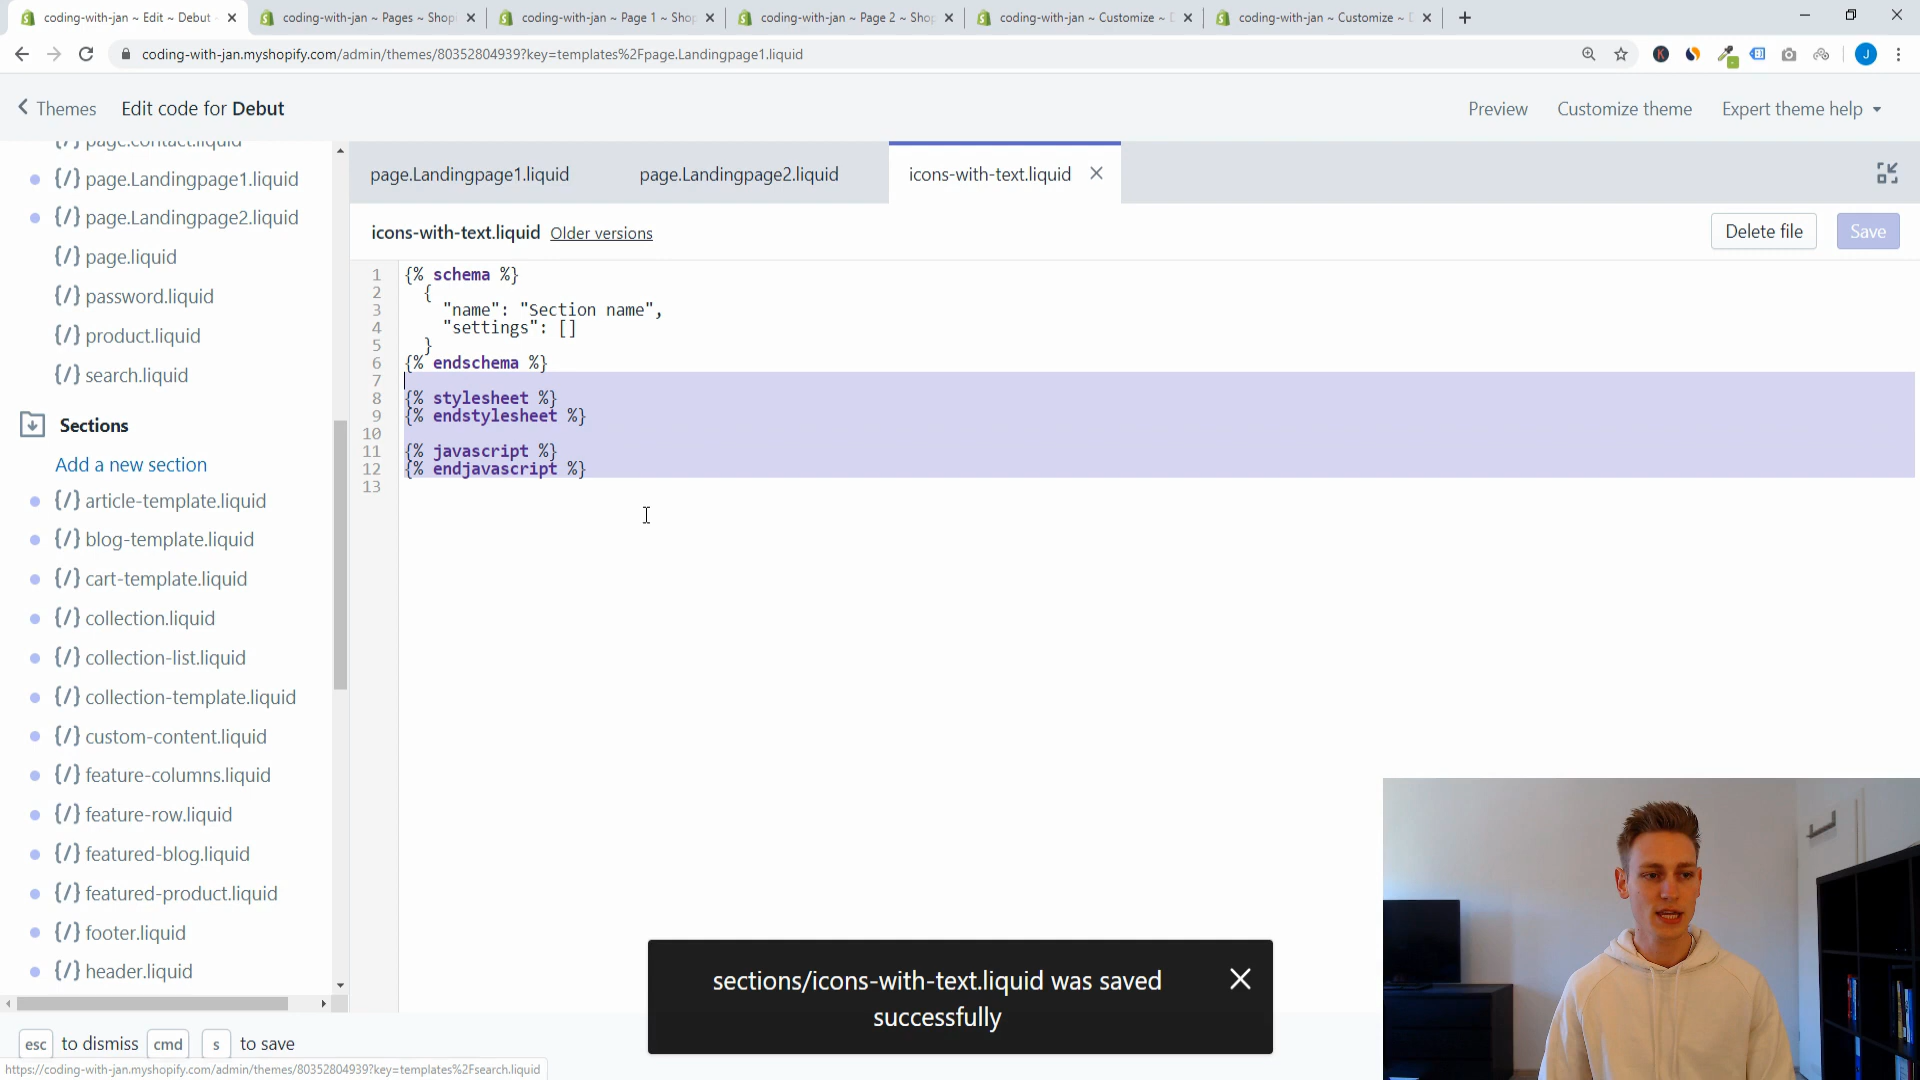 coding-with-jan ~ Edit ~ Debut
coding-with-jan ~ Pages ~ Shop
coding-with-jan ~ Page 1 ~ Shop
coding-with-jan ~ Page 2 ~ Shop
coding-with-jan ~ Customize ~ D
coding-with-jan ~ Customize ~ D
coding-with-jan.myshopify.com/admin/themes/80352804939?key=templates%2Fpage.Landingpage1.liquid
J
Themes
Edit code for Debut
Preview
Customize theme
Expert theme help
{/} page.contact.liquid
{/} page.Landingpage1.liquid
{/} page.Landingpage2.liquid
{/} page.liquid
{/} password.liquid
{/} product.liquid
{/} search.liquid
Sections
Add a new section
{/} article-template.liquid
{/} blog-template.liquid
{/} cart-template.liquid
{/} collection.liquid
{/} collection-list.liquid
{/} collection-template.liquid
{/} custom-content.liquid
{/} feature-columns.liquid
{/} feature-row.liquid
{/} featured-blog.liquid
{/} featured-product.liquid
{/} footer.liquid
{/} header.liquid
esc to dismiss cmd s to save
https://coding-with-jan.myshopify.com/admin/themes/80352804939?key=templates%2Fsearch.liquid
page.Landingpage1.liquid
page.Landingpage2.liquid
icons-with-text.liquid
icons-with-text.liquid Older versions
Delete file
Save
1 {% schema %}
2 {
3 "name": "Section name",
4 "settings": []
5 }
6 {% endschema %}
7
8 {% stylesheet %}
9 {% endstylesheet %}
10
11 {% javascript %}
12 {% endjavascript %}
13
sections/icons-with-text.liquid was saved
successfully